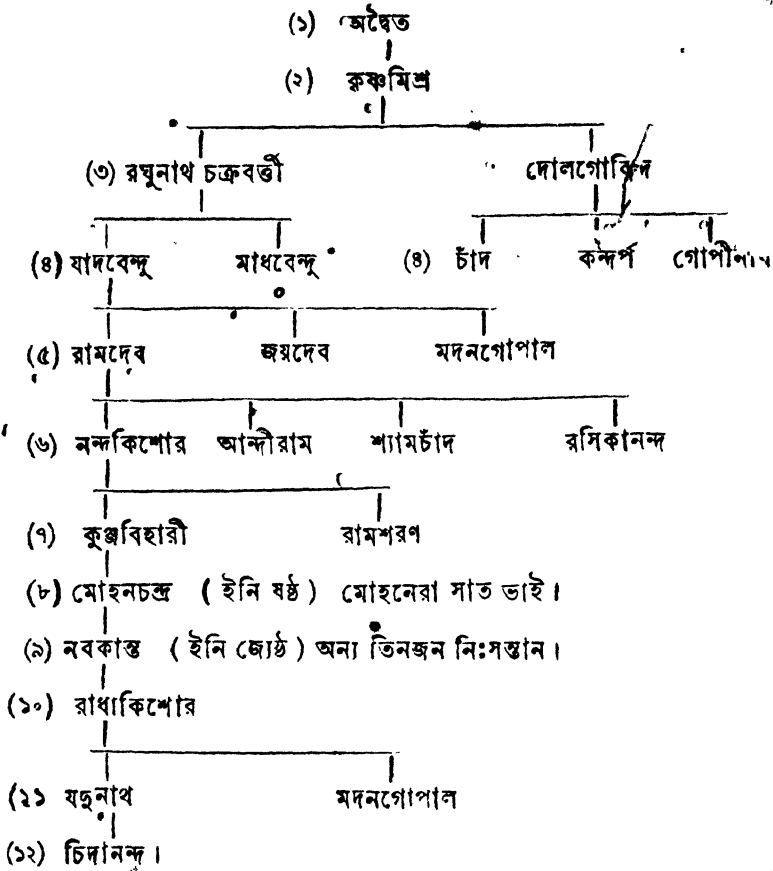 (১) অদ্বৈত
(২) কৃষ্ণমিশ্র
(৩) রঘুনাথ চক্রবর্ত্তী দোলগোবিন্দ
(৪) যাদবেন্দু মাধবেন্দু (৪) চাঁদ কন্দর্প গোপীনাথ
(৫) রামদেব জয়দেব মদনগোপাল
(৬) নন্দকিশোর আন্দীরাম শ্যামচাঁদ রসিকানন্দ
(৭) কুঞ্জবিহারী রামশরণ
(৮) মোহনচন্দ্র ( ইনি ষষ্ঠ ) মোহনেরা সাত ভাই।
(৯) নবকান্ত ( ইনি জ্যেষ্ঠ ) অন্য তিনজন নিঃসন্তান।
(১০) রাধাকিশোর
(১১ যদুনাথ মদনগোপাল
(১২) চিদানন্দ।